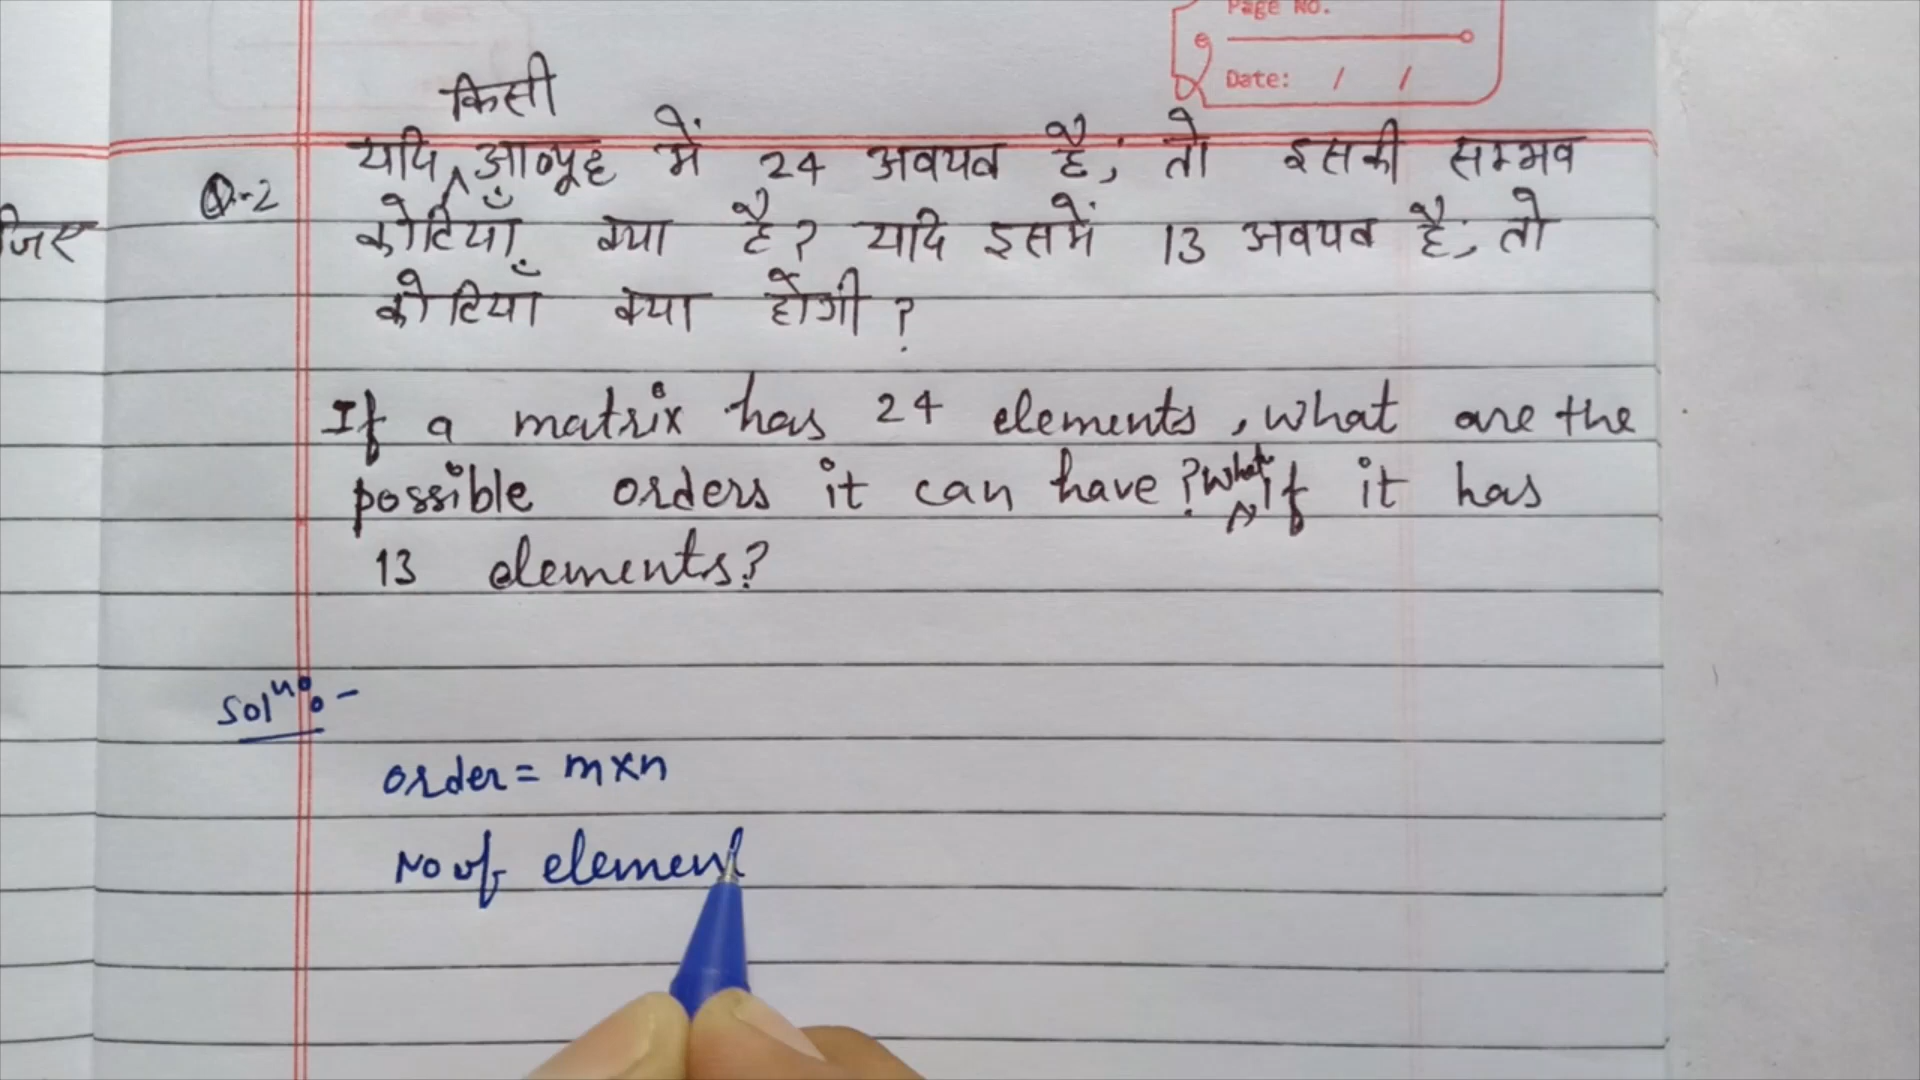 Page No.
Date: / /
किसी
यदि ^ आव्यूह में 24 अवयव है, तो इसकी सम्भव
Q.-2
कोटियाँ क्या है? यदि इसमें 13 अवयव है, तो
जिए
कोटियाँ क्या होंगी?
If a matrix has 24 elements, what are the
possible orders it can have? What if it has
13 elements?
Solⁿ:-
order = m×n
No of element